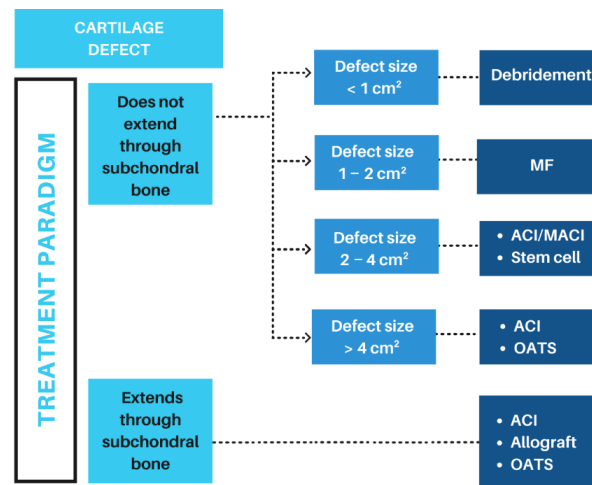 CARTILAGE
DEFECT
TREATMENT PARADIGM
Does not
extend
through
subchondral
bone
Defect size
< 1 cm²
Debridement
Defect size
1 – 2 cm²
MF
Defect size
2 – 4 cm²
• ACI/MACI
• Stem cell
Defect size
> 4 cm²
• ACI
• OATS
Extends
through
subchondral
bone
• ACI
• Allograft
• OATS